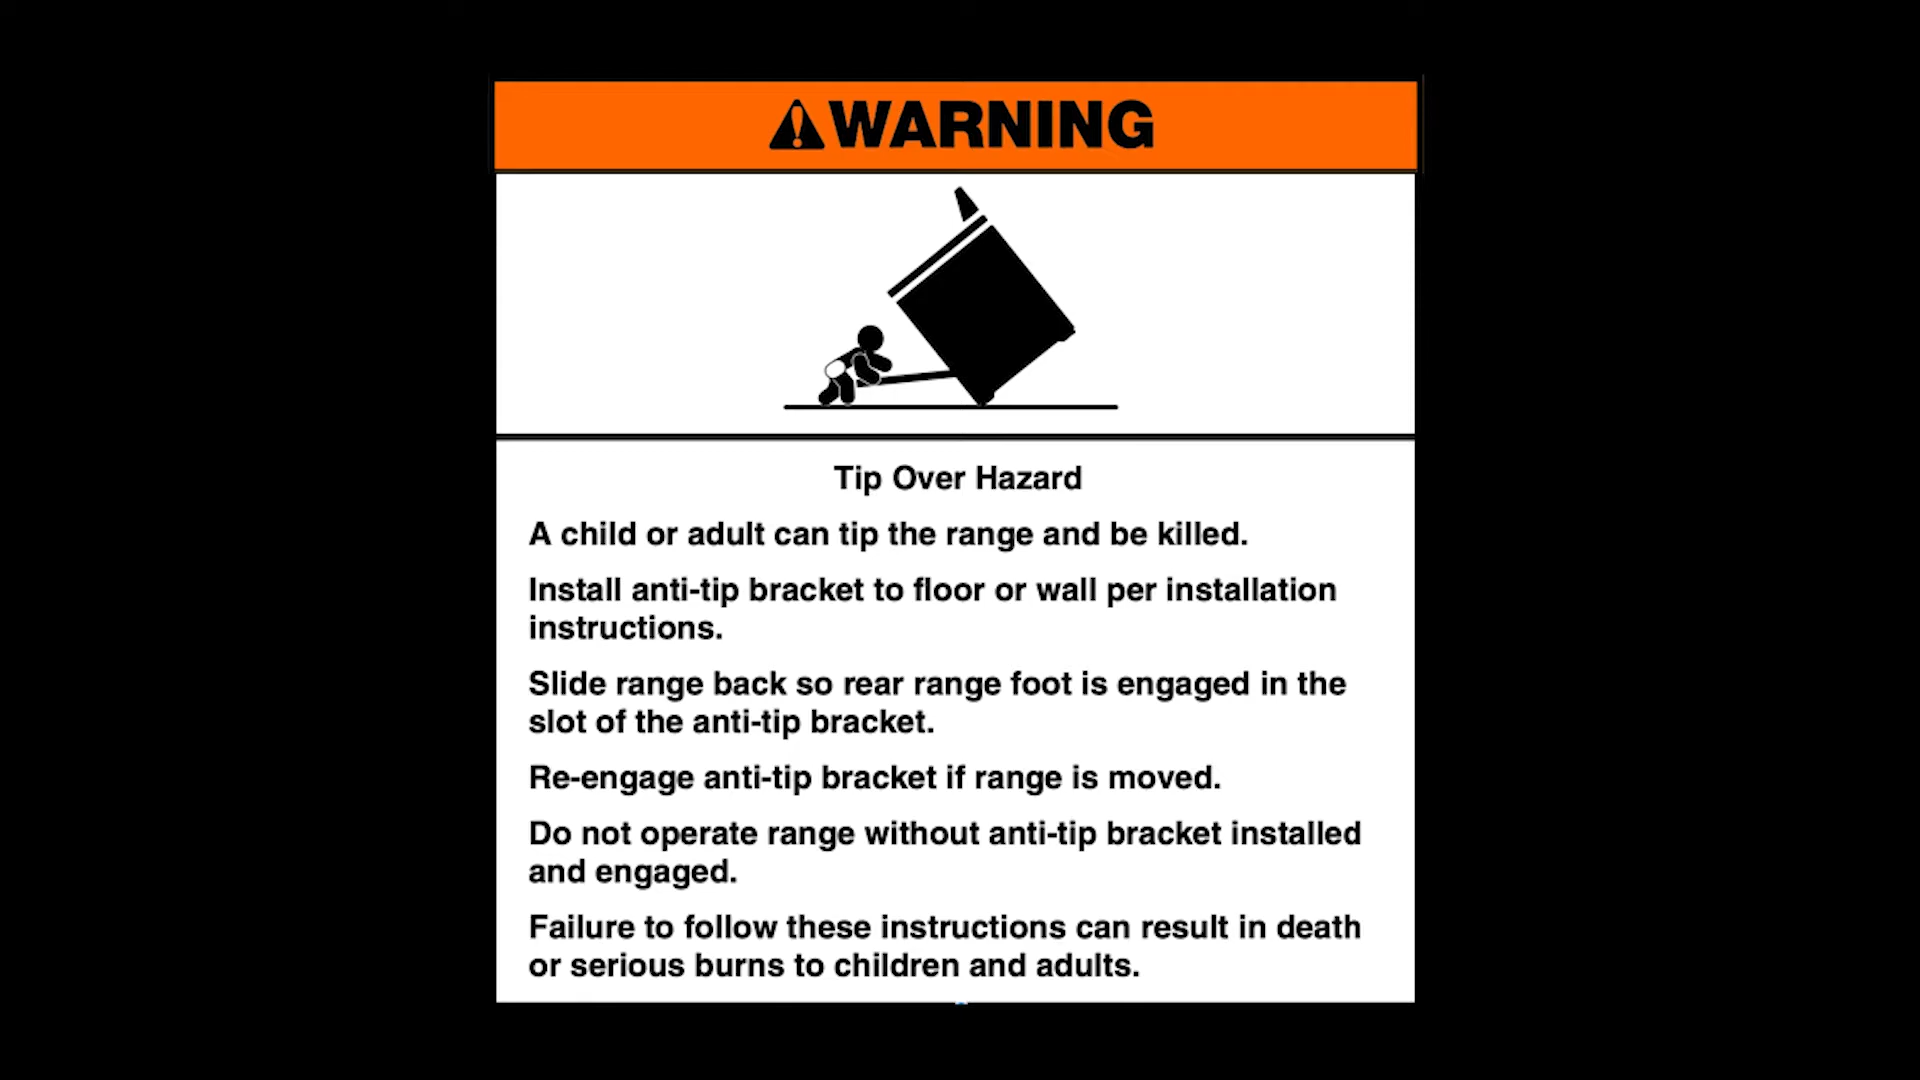 WARNING
Tip Over Hazard
A child or adult can tip the range and be killed.
Install anti-tip bracket to floor or wall per installation
instructions.
Slide range back so rear range foot is engaged in the
slot of the anti-tip bracket.
Re-engage anti-tip bracket if range is moved.
Do not operate range without anti-tip bracket installed
and engaged.
Failure to follow these instructions can result in death
or serious burns to children and adults.